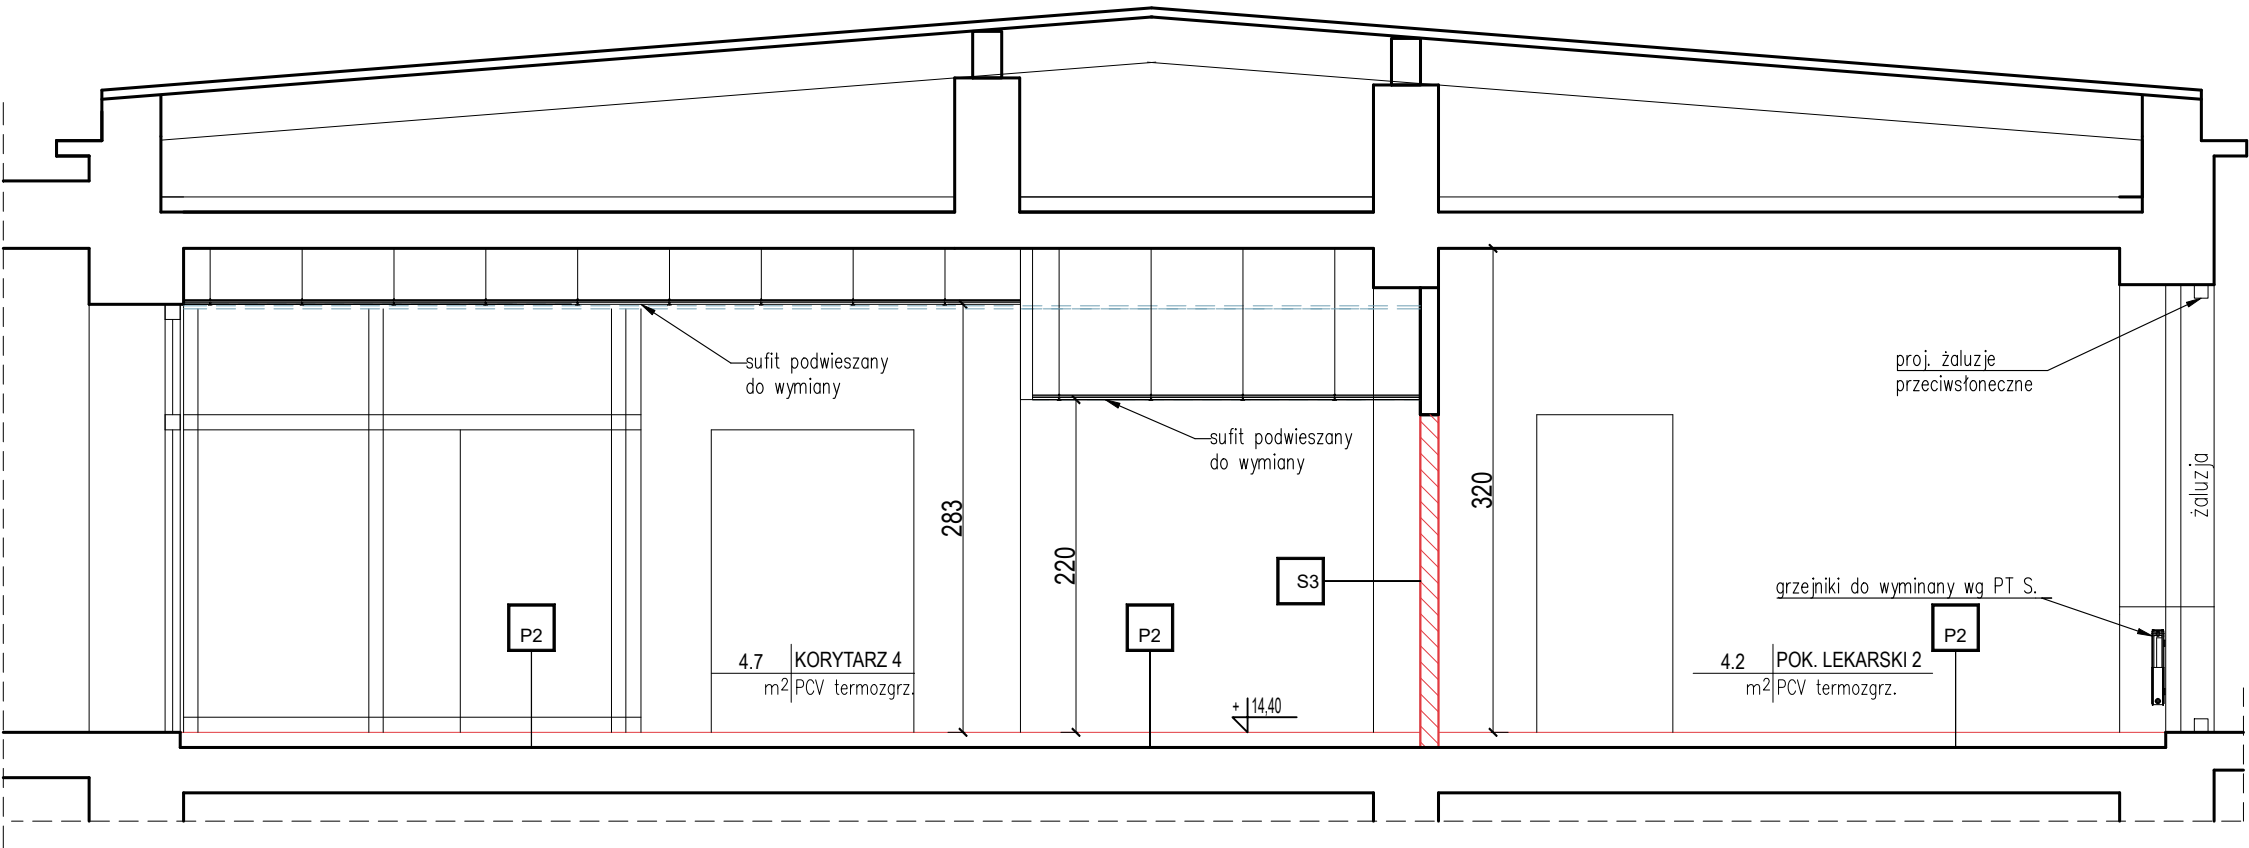 sufit podwieszany
do wymiany
sufit podwieszany
do wymiany
proj. żaluzje
przeciwsłoneczne
żaluzja
283
220
320
S3
grzejniki do wyminany wg PT S.
P2
P2
P2
4.7 KORYTARZ 4
m2 PCV termozgrz.
4.2 POK. LEKARSKI 2
m2 PCV termozgrz.
+ 14,40